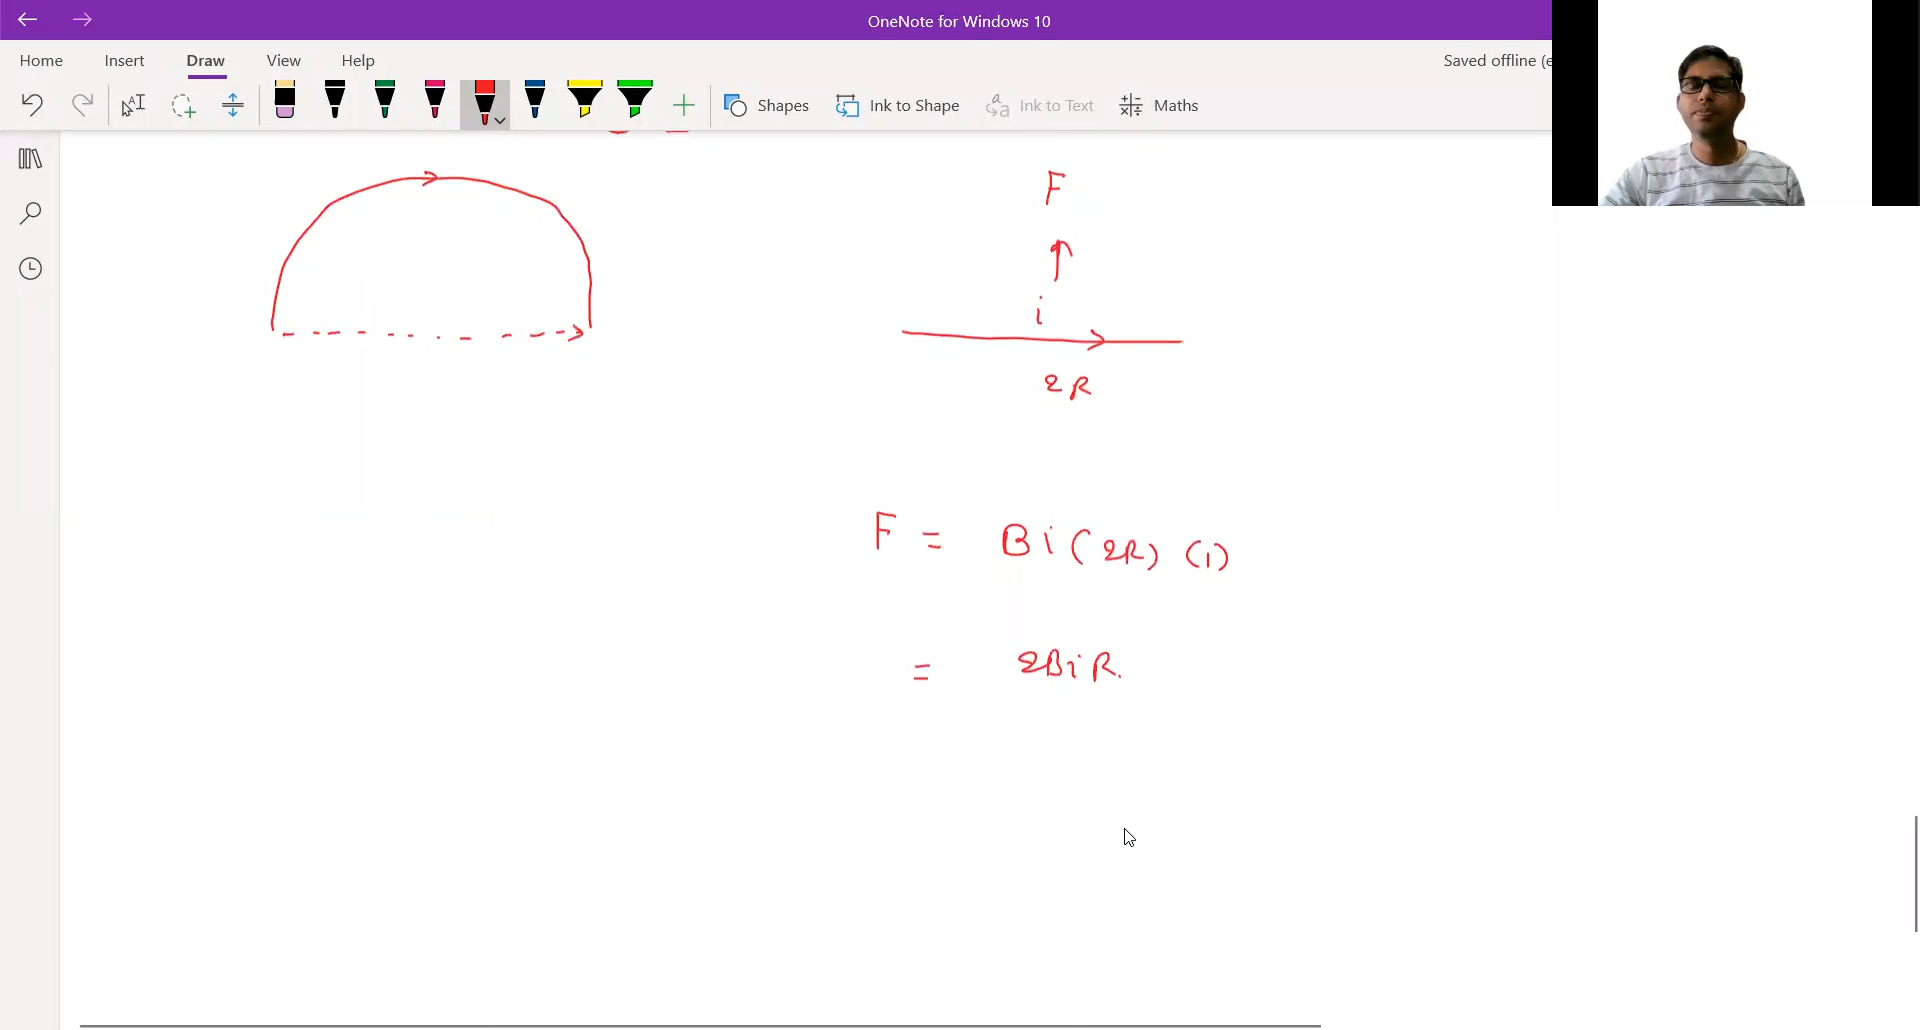 OneNote for Windows 10
Home Insert Draw View Help
Saved offline (e
Shapes Ink to Shape Ink to Text Maths
F
i
2R
F = Bi(2R) (1)
= 2BiR.